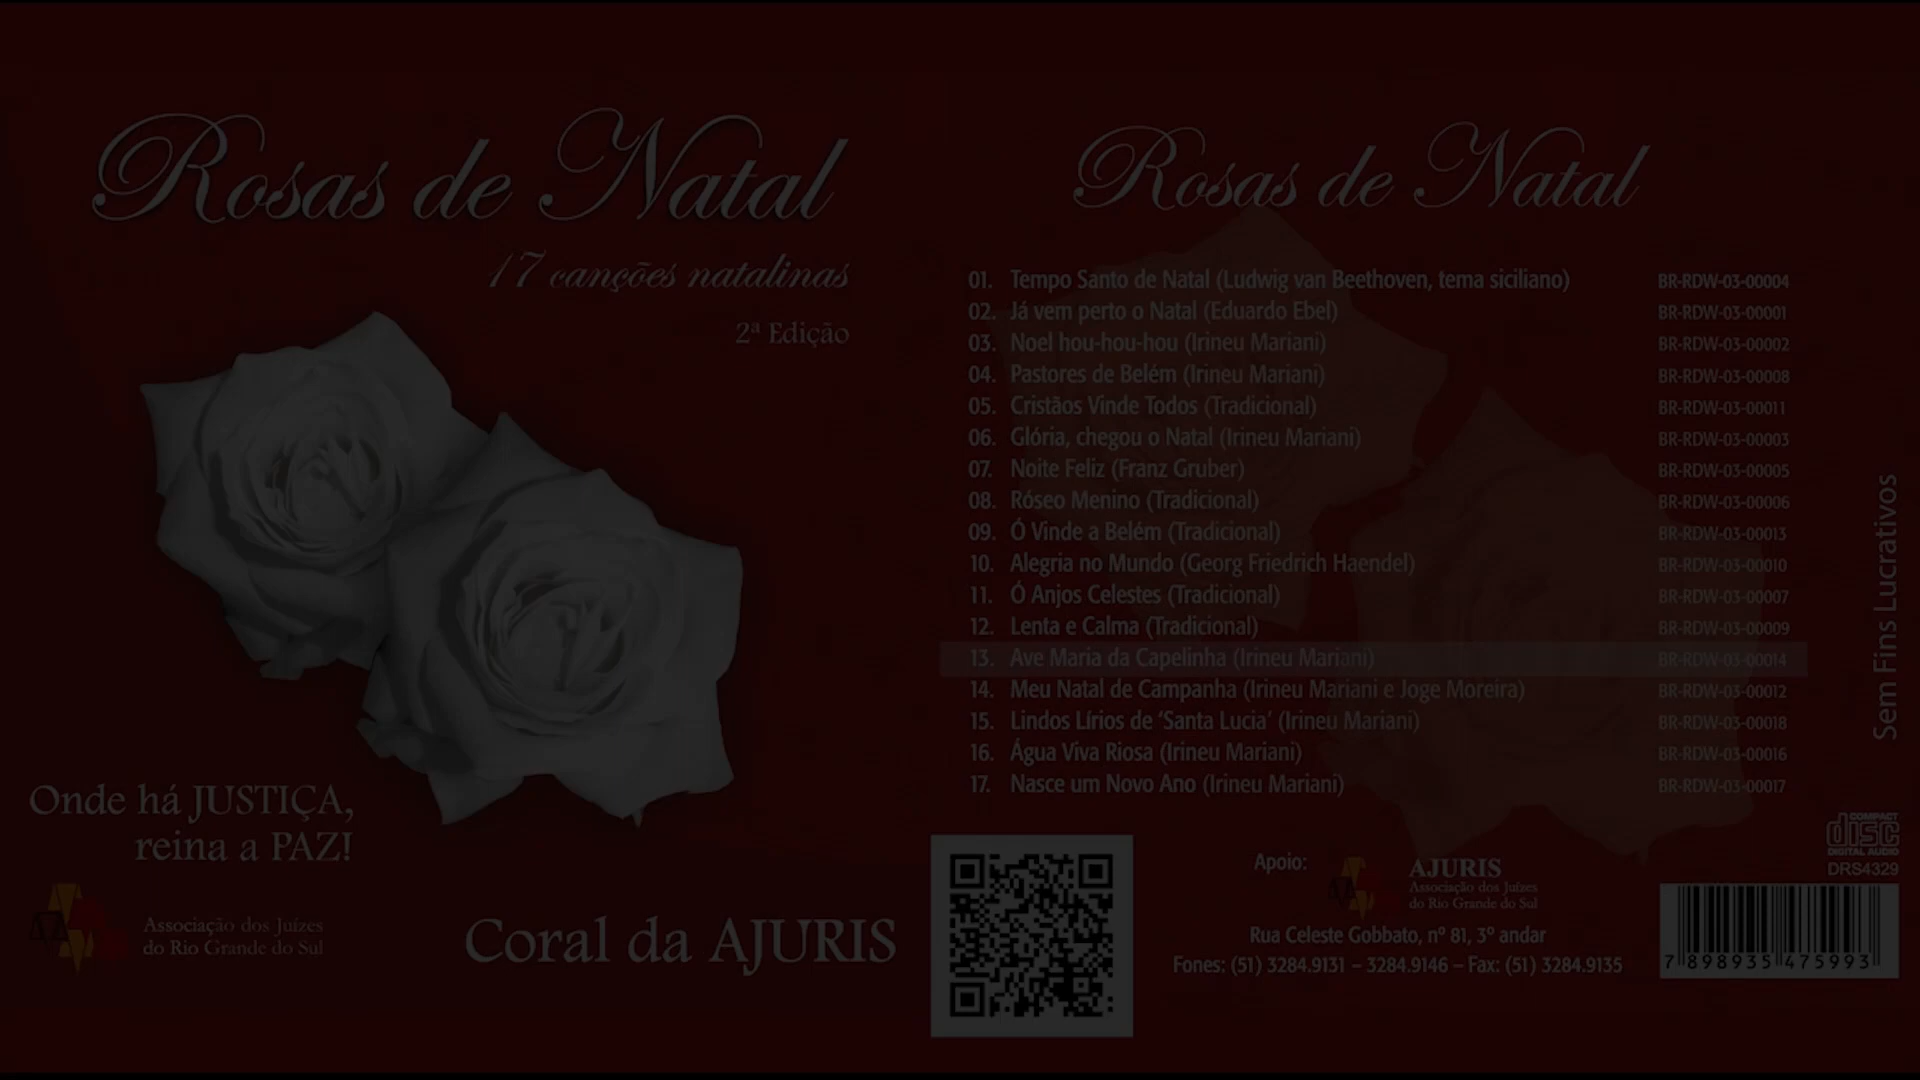 Rosas de Natal
17 canções natalinas
2ª Edição
Onde há JUSTIÇA,
reina a PAZ!
Associação dos Juízes
do Rio Grande do Sul
Coral da AJURIS
Rosas de Natal
01. Tempo Santo de Natal (Ludwig van Beethoven, tema siciliano) BR-RDW-03-00004
02. Já vem perto o Natal (Eduardo Ebel) BR-RDW-03-00001
03. Noel hou-hou-hou (Irineu Mariani) BR-RDW-03-00002
04. Pastores de Belém (Irineu Mariani) BR-RDW-03-00008
05. Cristãos Vinde Todos (Tradicional) BR-RDW-03-00011
06. Glória, chegou o Natal (Irineu Mariani) BR-RDW-03-00003
07. Noite Feliz (Franz Gruber) BR-RDW-03-00005
08. Róseo Menino (Tradicional) BR-RDW-03-00006
09. Ó Vinde a Belém (Tradicional) BR-RDW-03-00013
10. Alegria no Mundo (Georg Friedrich Haendel) BR-RDW-03-00010
11. Ó Anjos Celestes (Tradicional) BR-RDW-03-00007
12. Lenta e Calma (Tradicional) BR-RDW-03-00009
13. Ave Maria da Capelinha (Irineu Mariani) BR-RDW-03-00014
14. Meu Natal de Campanha (Irineu Mariani e Joge Moreira) BR-RDW-03-00012
15. Lindos Lírios de ‘Santa Lucia’ (Irineu Mariani) BR-RDW-03-00018
16. Água Viva Riosa (Irineu Mariani) BR-RDW-03-00016
17. Nasce um Novo Ano (Irineu Mariani) BR-RDW-03-00017
Sem Fins Lucrativos
Apoio:
AJURIS
Associação dos Juízes
do Rio Grande do Sul
Rua Celeste Gobbato, nº 81, 3º andar
Fones: (51) 3284.9131 – 3284.9146 – Fax: (51) 3284.9135
COMPACT
disc
DIGITAL AUDIO
DRS4329
7 898935 475993